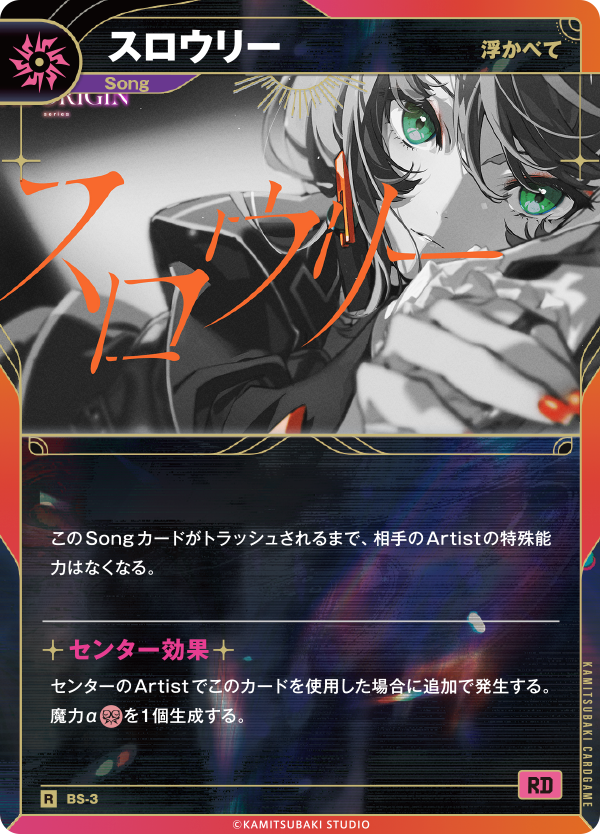 スロウリー
浮かべて
Song
ORIGIN
series
スロウリー
このSongカードがトラッシュされるまで、相手のArtistの特殊能
力はなくなる。
センター効果
センターのArtistでこのカードを使用した場合に追加で発生する。
魔力αを1個生成する。
RD
R BS-3
KAMITSUBAKI CARDGAME
©KAMITSUBAKI STUDIO